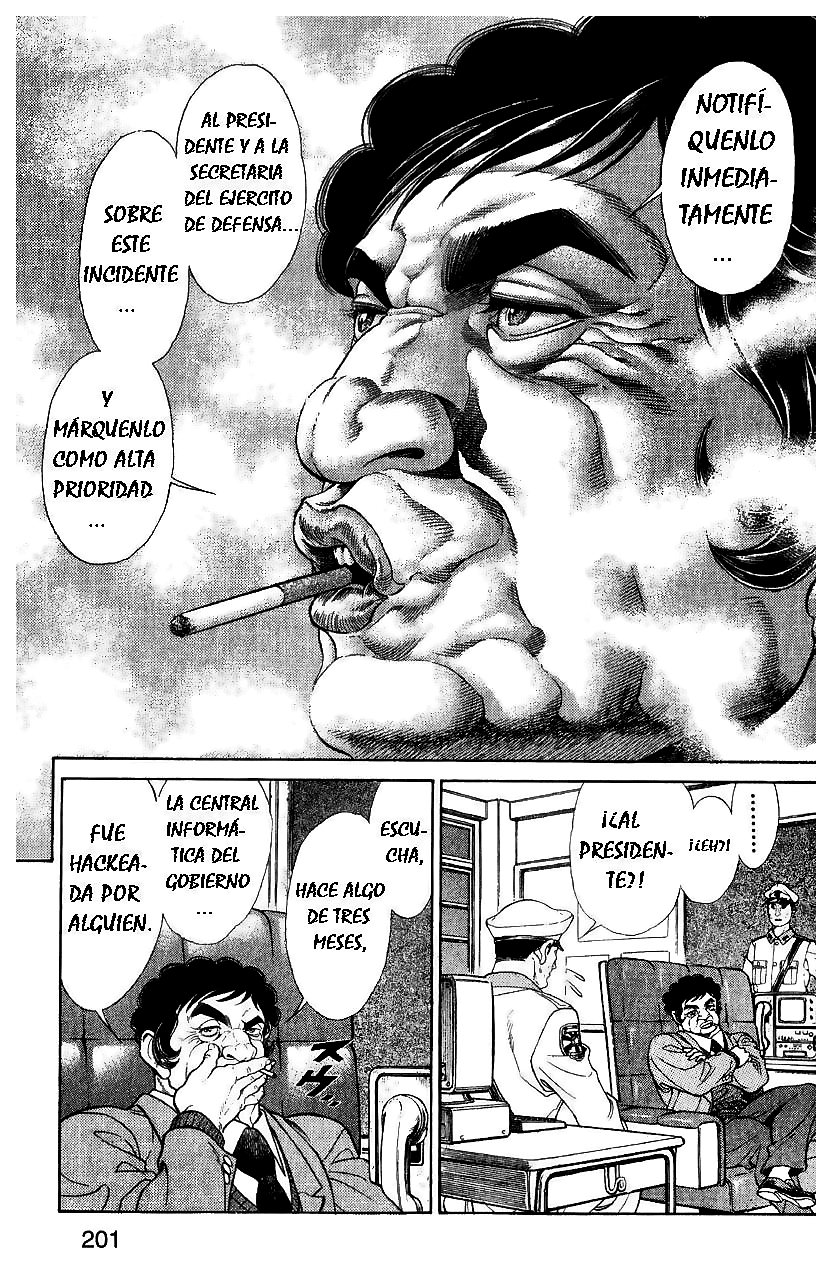 NOTIFÍ-
QUENLO
INMEDIA-
TAMENTE
...
AL PRESI-
DENTE Y A LA
SECRETARIA
DEL EJERCITO
DE DEFENSA...
SOBRE
ESTE
INCIDENTE
...
Y
MÁRQUENLO
COMO ALTA
PRIORIDAD
...
......
¡¿EH?!
¡¿AL
PRESIDEN-
TE?!
ESCU-
CHA,
HACE ALGO
DE TRES
MESES,
LA CENTRAL
INFORMÁ-
TICA DEL
GOBIERNO
...
FUE
HACKEA-
DA POR
ALGUIEN.
スウ...
201